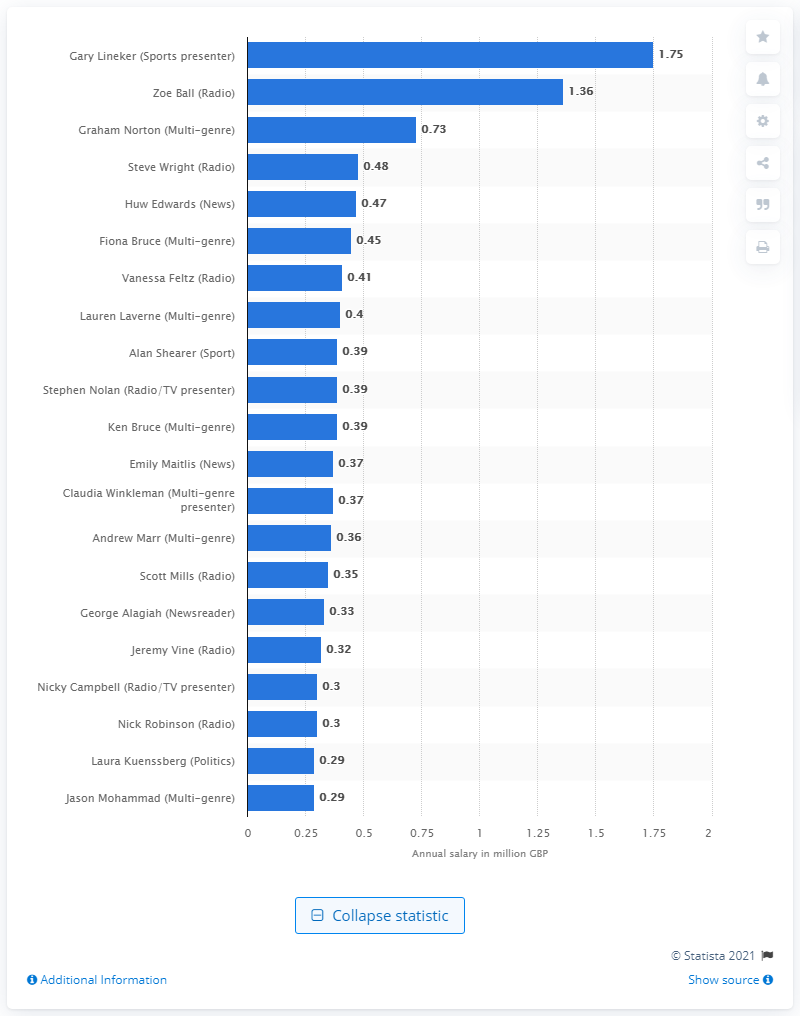 Gary Lineker (Sports presenter) 1.75
Zoe Ball (Radio) 1.36
Graham Norton (Multi-genre) 0.73
Steve Wright (Radio) 0.48
Huw Edwards (News) 0.47
Fiona Bruce (Multi-genre) 0.45
Vanessa Feltz (Radio) 0.41
Lauren Laverne (Multi-genre) 0.4
Alan Shearer (Sport) 0.39
Stephen Nolan (Radio/TV presenter) 0.39
Ken Bruce (Multi-genre) 0.39
Emily Maitlis (News) 0.37
Claudia Winkleman (Multi-genre
presenter) 0.37
Andrew Marr (Multi-genre) 0.36
Scott Mills (Radio) 0.35
George Alagiah (Newsreader) 0.33
Jeremy Vine (Radio) 0.32
Nicky Campbell (Radio/TV presenter) 0.3
Nick Robinson (Radio) 0.3
Laura Kuenssberg (Politics) 0.29
Jason Mohammad (Multi-genre) 0.29
0 0.25 0.5 0.75 1 1.25 1.5 1.75 2
Annual salary in million GBP
Collapse statistic
© Statista 2021
Additional Information Show source